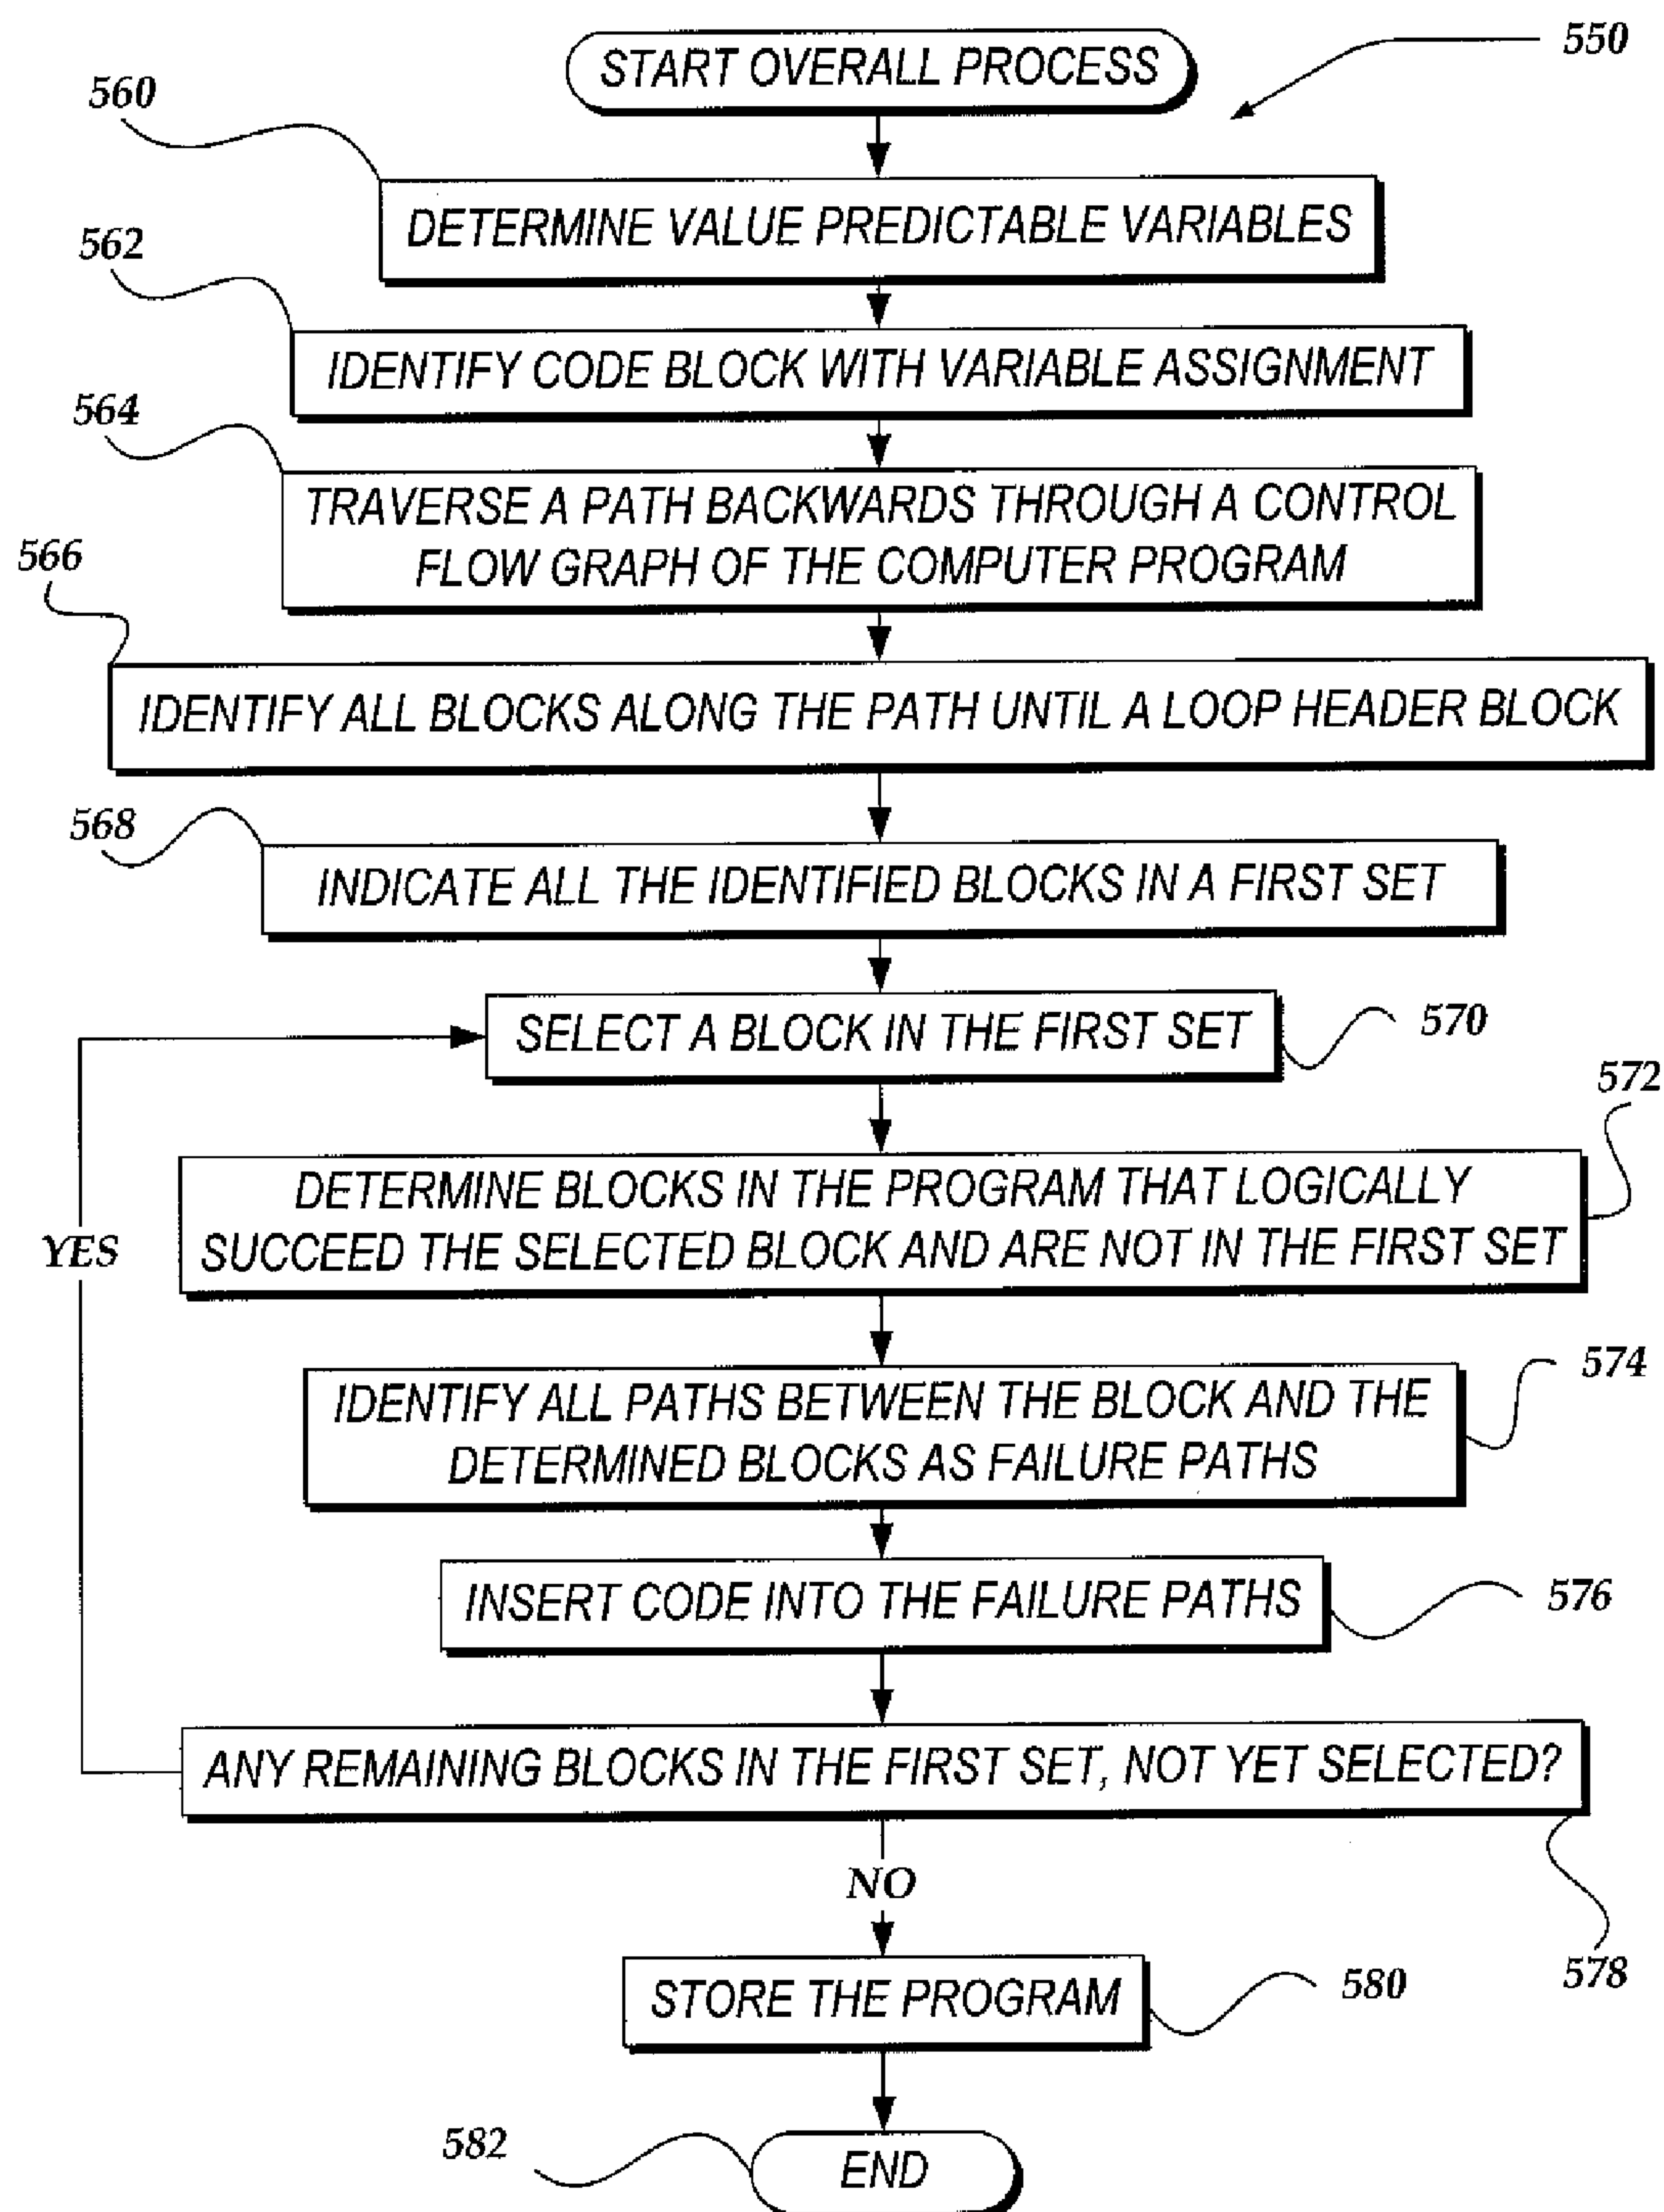 START OVERALL PROCESS
550
560
DETERMINE VALUE PREDICTABLE VARIABLES
562
IDENTIFY CODE BLOCK WITH VARIABLE ASSIGNMENT
564
TRAVERSE A PATH BACKWARDS THROUGH A CONTROL
FLOW GRAPH OF THE COMPUTER PROGRAM
566
IDENTIFY ALL BLOCKS ALONG THE PATH UNTIL A LOOP HEADER BLOCK
568
INDICATE ALL THE IDENTIFIED BLOCKS IN A FIRST SET
SELECT A BLOCK IN THE FIRST SET
570
572
DETERMINE BLOCKS IN THE PROGRAM THAT LOGICALLY
SUCCEED THE SELECTED BLOCK AND ARE NOT IN THE FIRST SET
YES
574
IDENTIFY ALL PATHS BETWEEN THE BLOCK AND THE
DETERMINED BLOCKS AS FAILURE PATHS
INSERT CODE INTO THE FAILURE PATHS
576
ANY REMAINING BLOCKS IN THE FIRST SET, NOT YET SELECTED?
NO
578
STORE THE PROGRAM
580
582
END